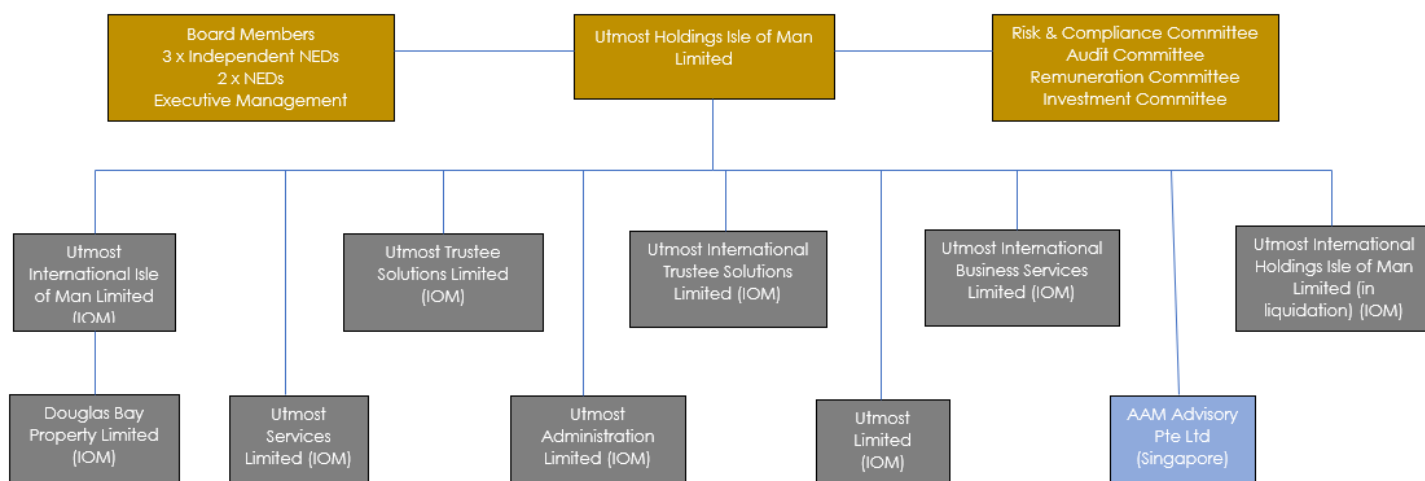 Board Members
3 x Independent NEDs
2 x NEDs
Executive Management
Utmost Holdings Isle of Man
Limited
Risk & Compliance Committee
Audit Committee
Remuneration Committee
Investment Committee
Utmost
International Isle
of Man Limited
(IOM)
Utmost Trustee
Solutions Limited
(IOM)
Utmost International
Trustee Solutions
Limited (IOM)
Utmost International
Business Services
Limited (IOM)
Utmost International
Holdings Isle of Man
Limited (in
liquidation) (IOM)
Douglas Bay
Property Limited
(IOM)
Utmost
Services
Limited (IOM)
Utmost
Administration
Limited (IOM)
Utmost
Limited
(IOM)
AAM Advisory
Pte Ltd
(Singapore)